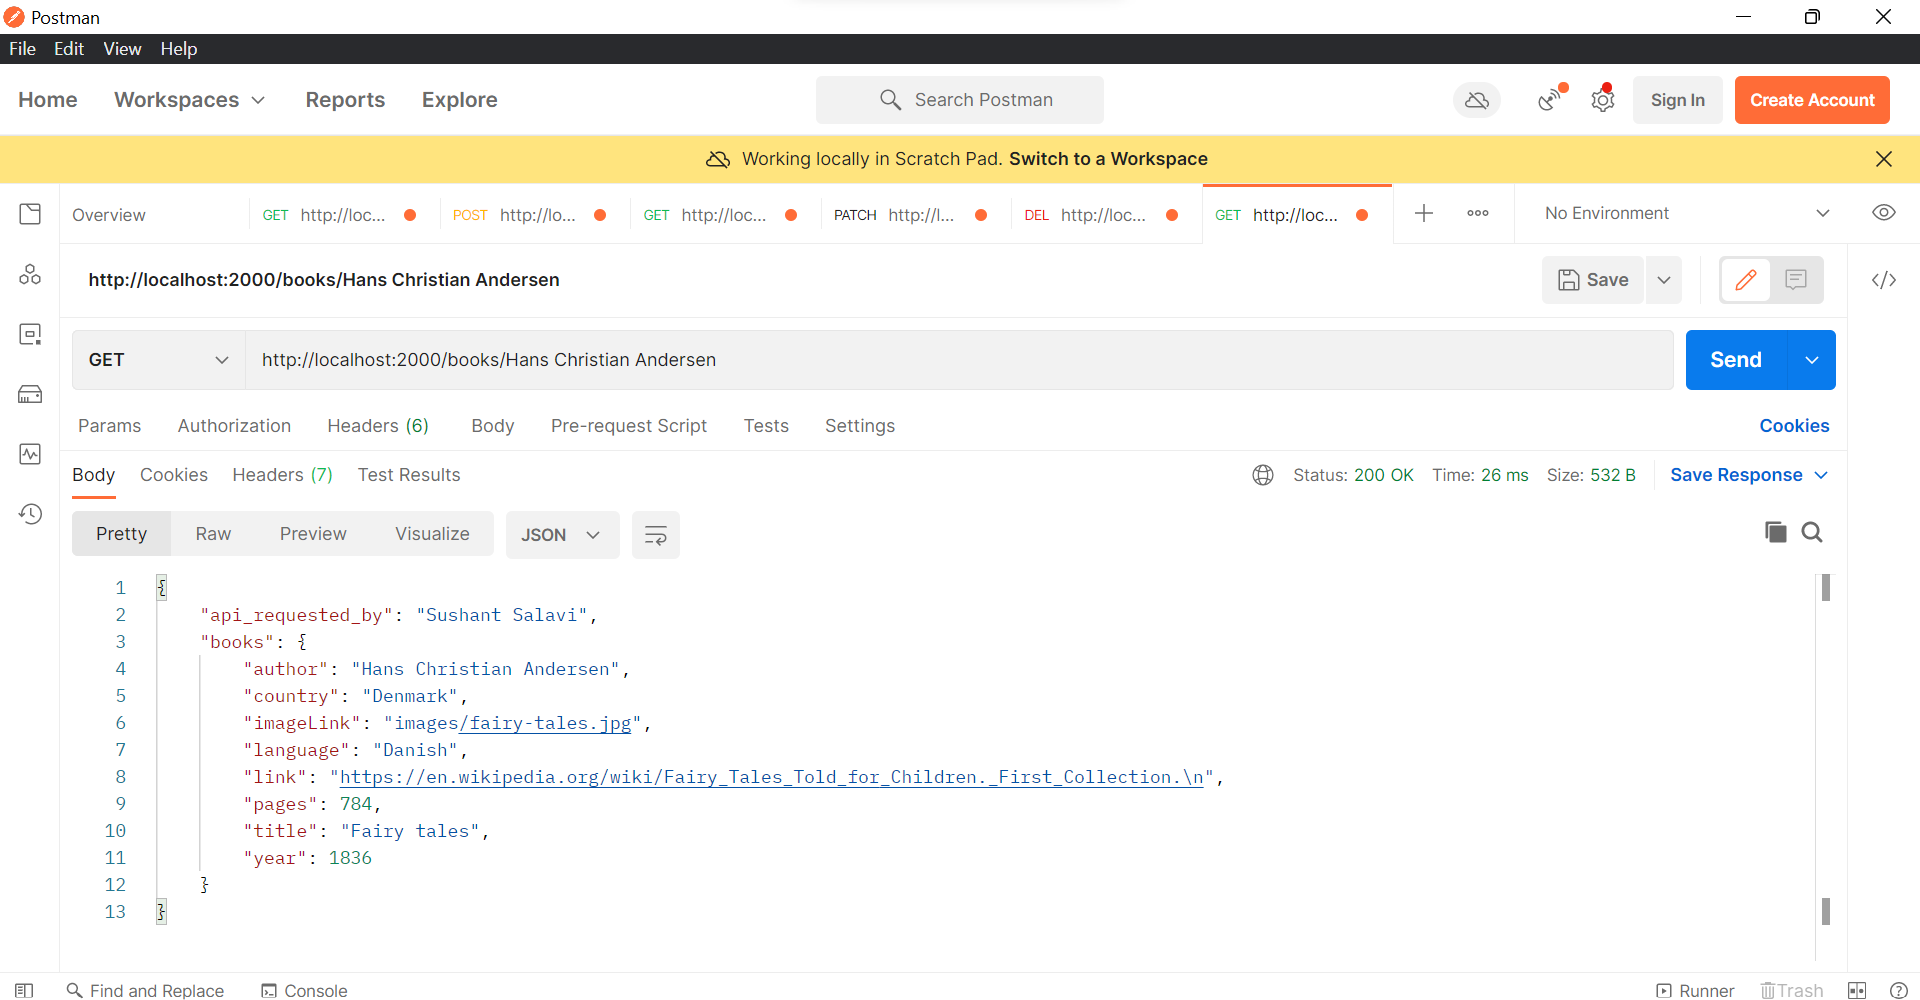 Postman
File Edit View Help
Home Workspaces Reports Explore Search Postman Sign In Create Account
Working locally in Scratch Pad. Switch to a Workspace
Overview GET http://loc... POST http://lo... GET http://loc... PATCH http://l... DEL http://loc... GET http://loc... No Environment
http://localhost:2000/books/Hans Christian Andersen Save
GET http://localhost:2000/books/Hans Christian Andersen Send
Params Authorization Headers (6) Body Pre-request Script Tests Settings Cookies
Body Cookies Headers (7) Test Results Status: 200 OK Time: 26 ms Size: 532 B Save Response
Pretty Raw Preview Visualize JSON
1 {
2 "api_requested_by": "Sushant Salavi",
3 "books": {
4 "author": "Hans Christian Andersen",
5 "country": "Denmark",
6 "imageLink": "images/fairy-tales.jpg",
7 "language": "Danish",
8 "link": "https://en.wikipedia.org/wiki/Fairy_Tales_Told_for_Children._First_Collection.\n",
9 "pages": 784,
10 "title": "Fairy tales",
11 "year": 1836
12 }
13 }
Find and Replace Console Runner Trash